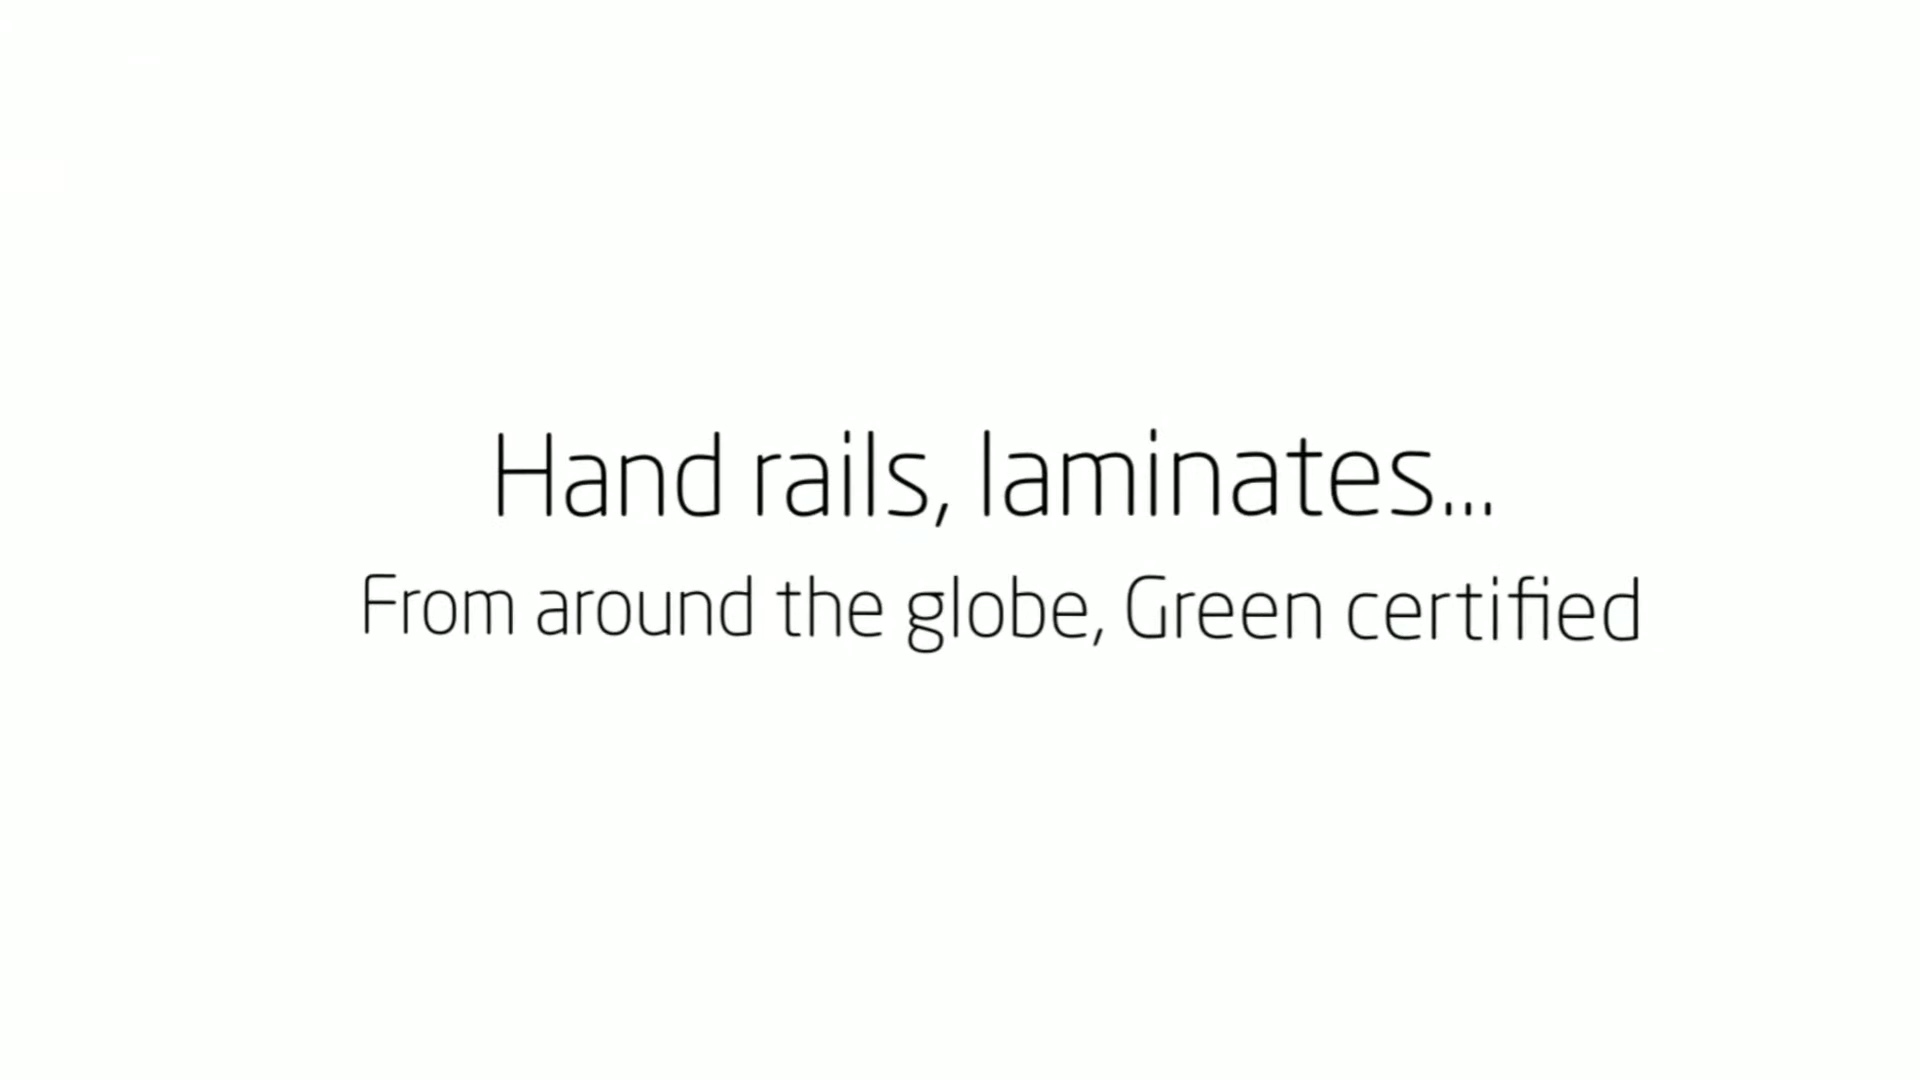 Hand rails, laminates...
From around the globe, Green certified